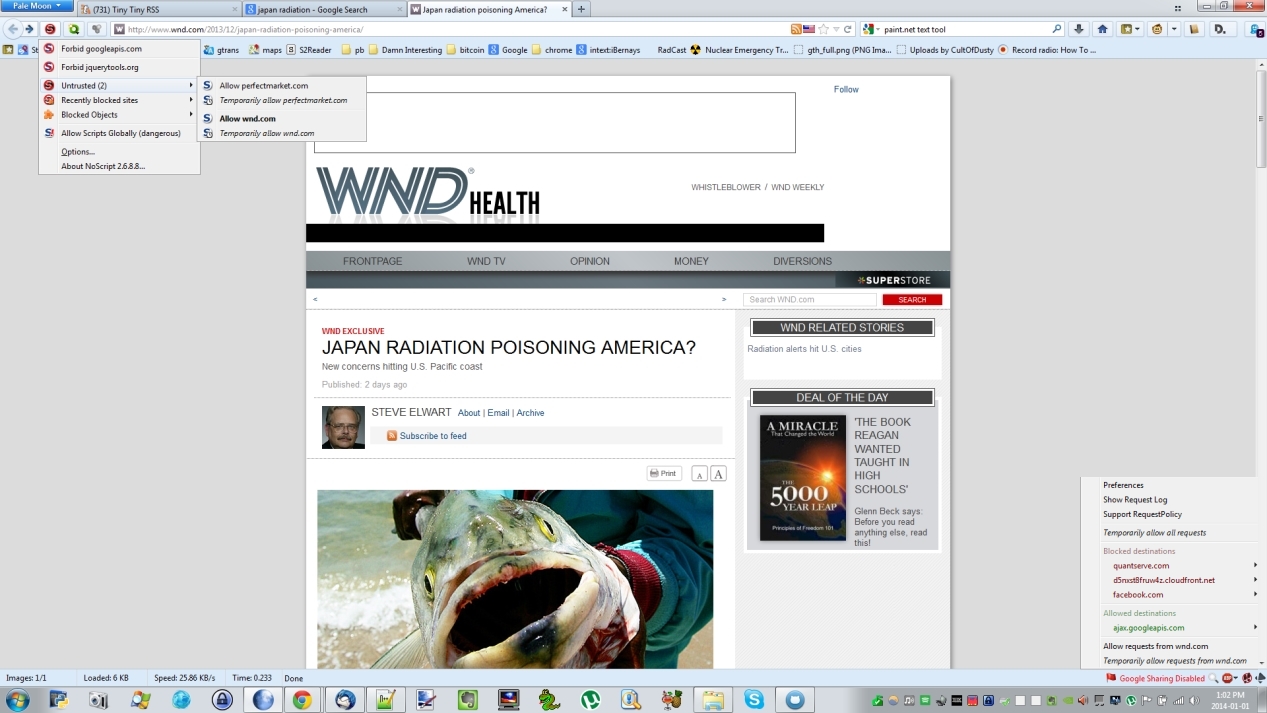 Pale Moon
(731) Tiny Tiny RSS
japan radiation - Google Search
Japan radiation poisoning America?
http://www.wnd.com/2013/12/japan-radiation-poisoning-america/
paint.net text tool
gtrans
maps
S2Reader
pb
Damn Interesting
bitcoin
Google
chrome
intextiBernays
RadCast
Nuclear Emergency Tr...
gth_full.png (PNG Ima...
Uploads by CultOfDusty
Record radio: How To ...
Forbid googleapis.com
Forbid jquerytools.org
Untrusted (2)
Recently blocked sites
Blocked Objects
Allow Scripts Globally (dangerous)
Options...
About NoScript 2.6.8.8...
Allow perfectmarket.com
Temporarily allow perfectmarket.com
Allow wnd.com
Temporarily allow wnd.com
Follow
WND® HEALTH
WHISTLEBLOWER / WND WEEKLY
FRONTPAGE WND TV OPINION MONEY DIVERSIONS
SUPERSTORE
< >
Search WND.com SEARCH
WND EXCLUSIVE
JAPAN RADIATION POISONING AMERICA?
New concerns hitting U.S. Pacific coast
Published: 2 days ago
STEVE ELWART About | Email | Archive
Subscribe to feed
Print A A
WND RELATED STORIES
Radiation alerts hit U.S. cities
DEAL OF THE DAY
A MIRACLE
That Changed the World
THE
5000
YEAR LEAP
Principles of Freedom 101
'THE BOOK
REAGAN
WANTED
TAUGHT IN
HIGH
SCHOOLS'
Glenn Beck says:
Before you read
anything else, read
this!
Preferences
Show Request Log
Support RequestPolicy
Temporarily allow all requests
Blocked destinations
quantserve.com
d5nxst8fruw4z.cloudfront.net
facebook.com
Allowed destinations
ajax.googleapis.com
Allow requests from wnd.com
Temporarily allow requests from wnd.com
Images: 1/1 Loaded: 6 KB Speed: 25.86 KB/s Time: 0.233 Done
Google Sharing Disabled
1:02 PM
2014-01-01